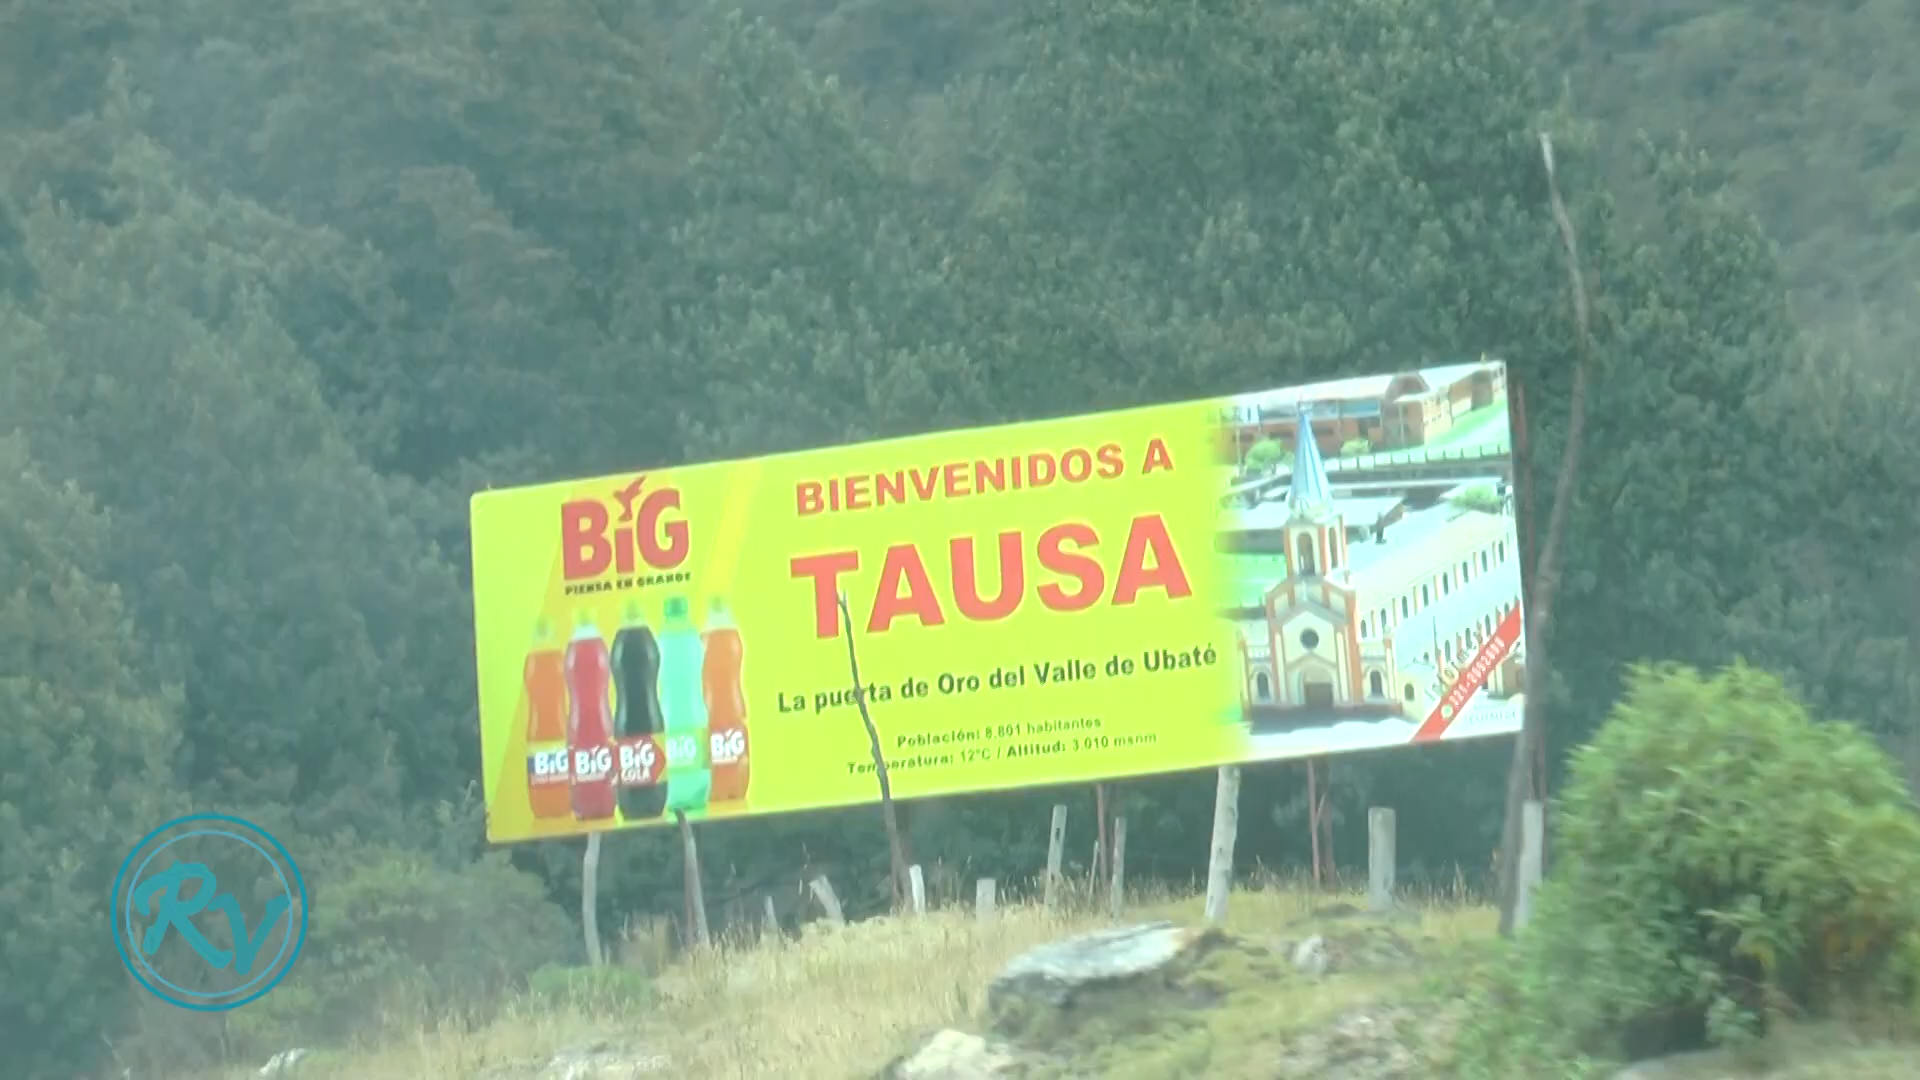 BIG
PIENSA EN GRANDE
BIENVENIDOS A
TAUSA
La puerta de Oro del Valle de Ubaté
Población: 8.801 habitantes
Temperatura: 12°C / Altitud: 3.010 msnm
BIG
BIG
BIG
COLA
BIG
BIG
Informes
RV